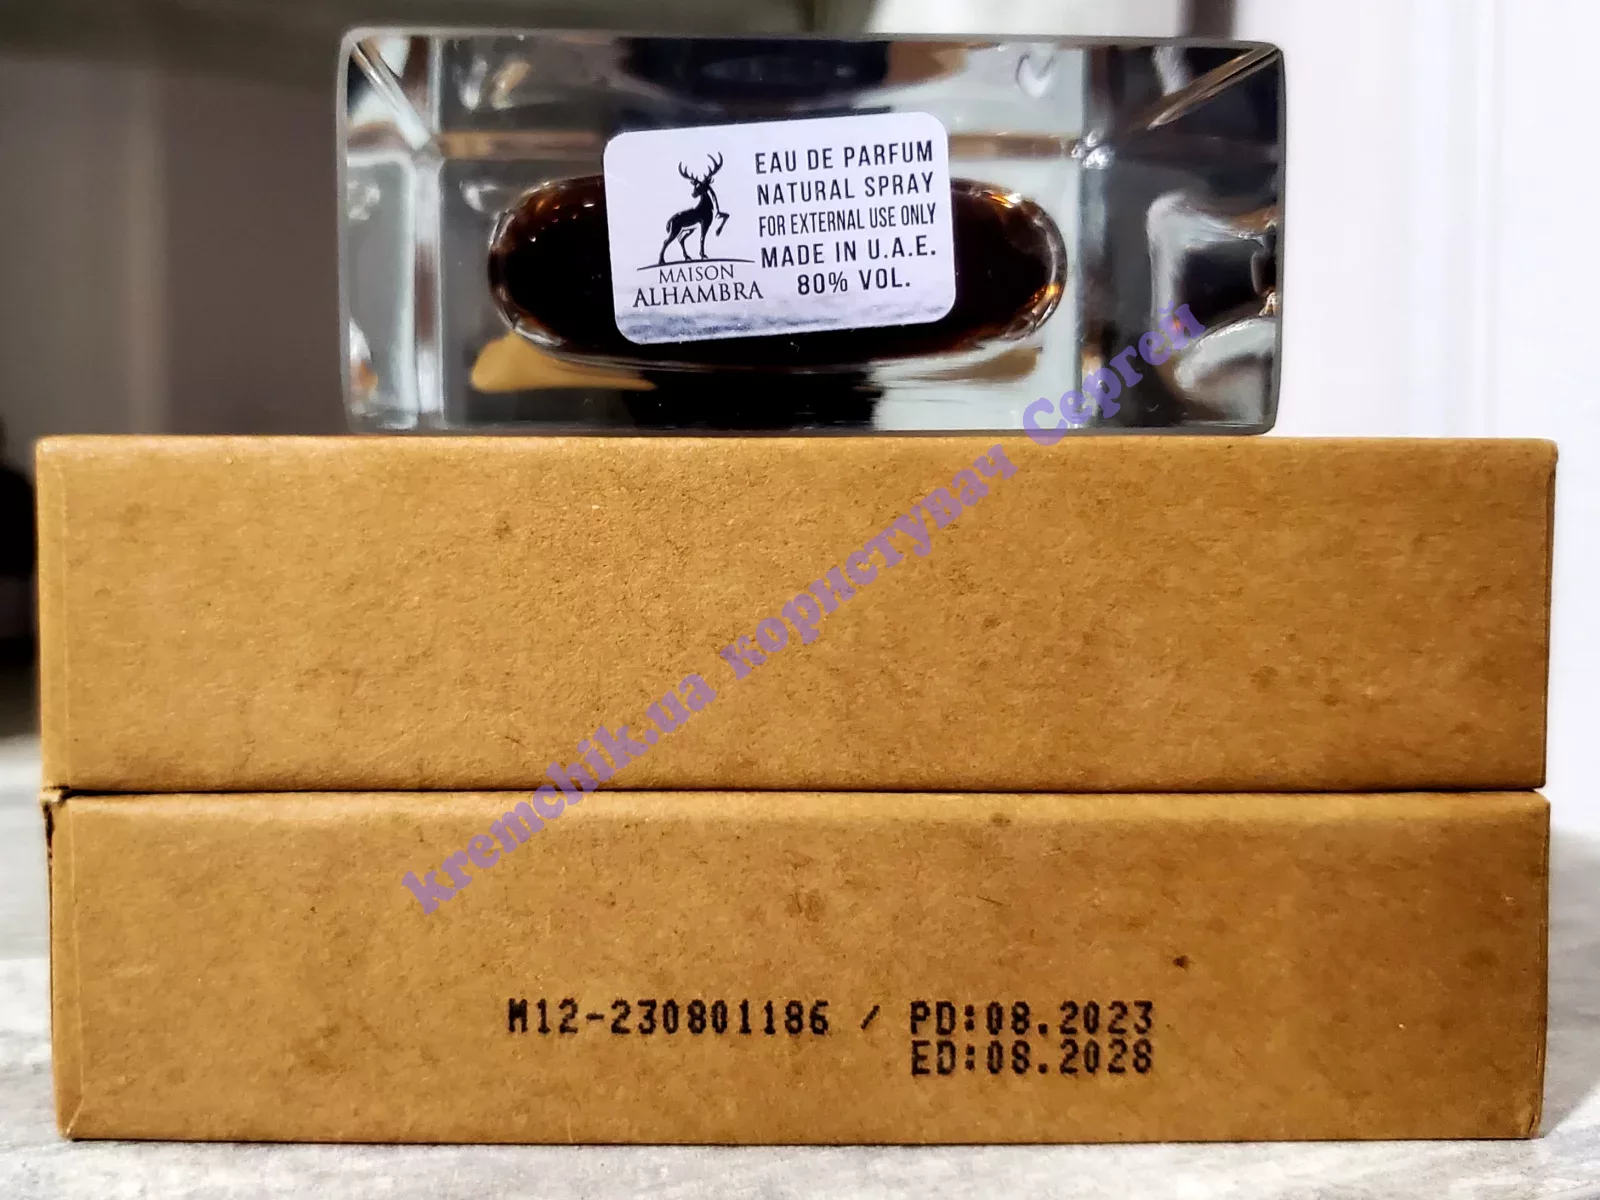 EAU DE PARFUM
NATURAL SPRAY
FOR EXTERNAL USE ONLY
MADE IN U.A.E.
80% VOL.
MAISON
ALHAMBRA
kremchik.ua користувач Сергей
M12-230801186 / PD:08.2023
ED:08.2028